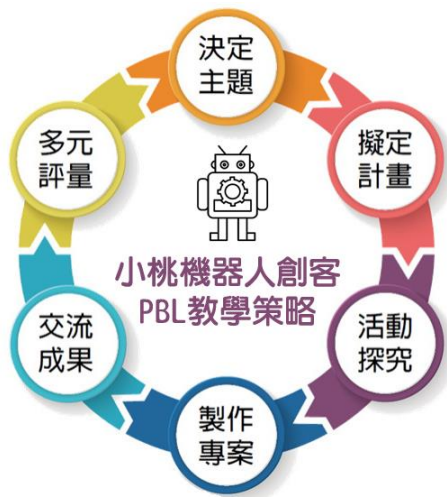 決定
主題
擬定
計畫
活動
探究
製作
專案
交流
成果
多元
評量
小桃機器人創客
PBL教學策略